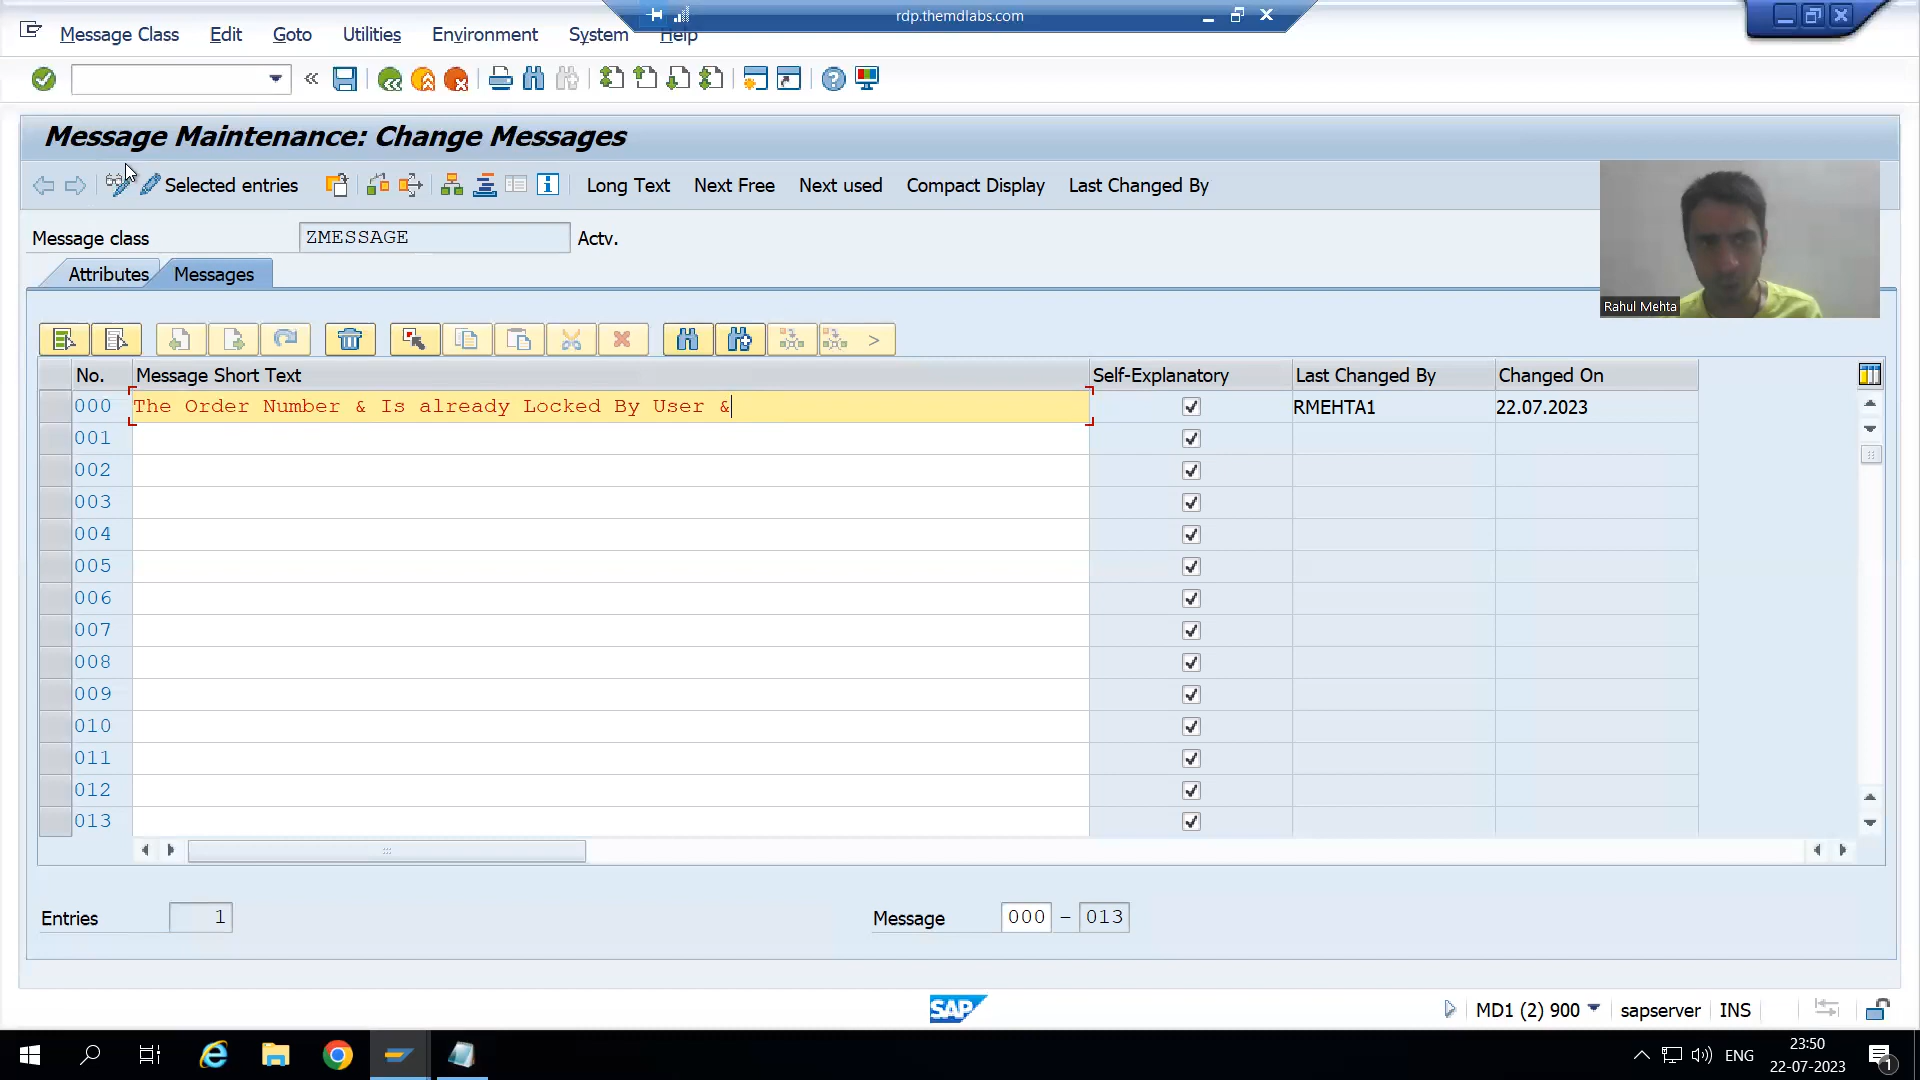 rdp.themdlabs.com
Message Class Edit Goto Utilities Environment System Help
Message Maintenance: Change Messages
Selected entries Long Text Next Free Next used Compact Display Last Changed By
Message class ZMESSAGE Actv.
Attributes Messages
Rahul Mehta
No. Message Short Text Self-Explanatory Last Changed By Changed On
000 The Order Number & Is already Locked By User & RMEHTA1 22.07.2023
001
002
003
004
005
006
007
008
009
010
011
012
013
Entries 1 Message 000 - 013
SAP MD1 (2) 900 sapserver INS
ENG 23:50
22-07-2023 1